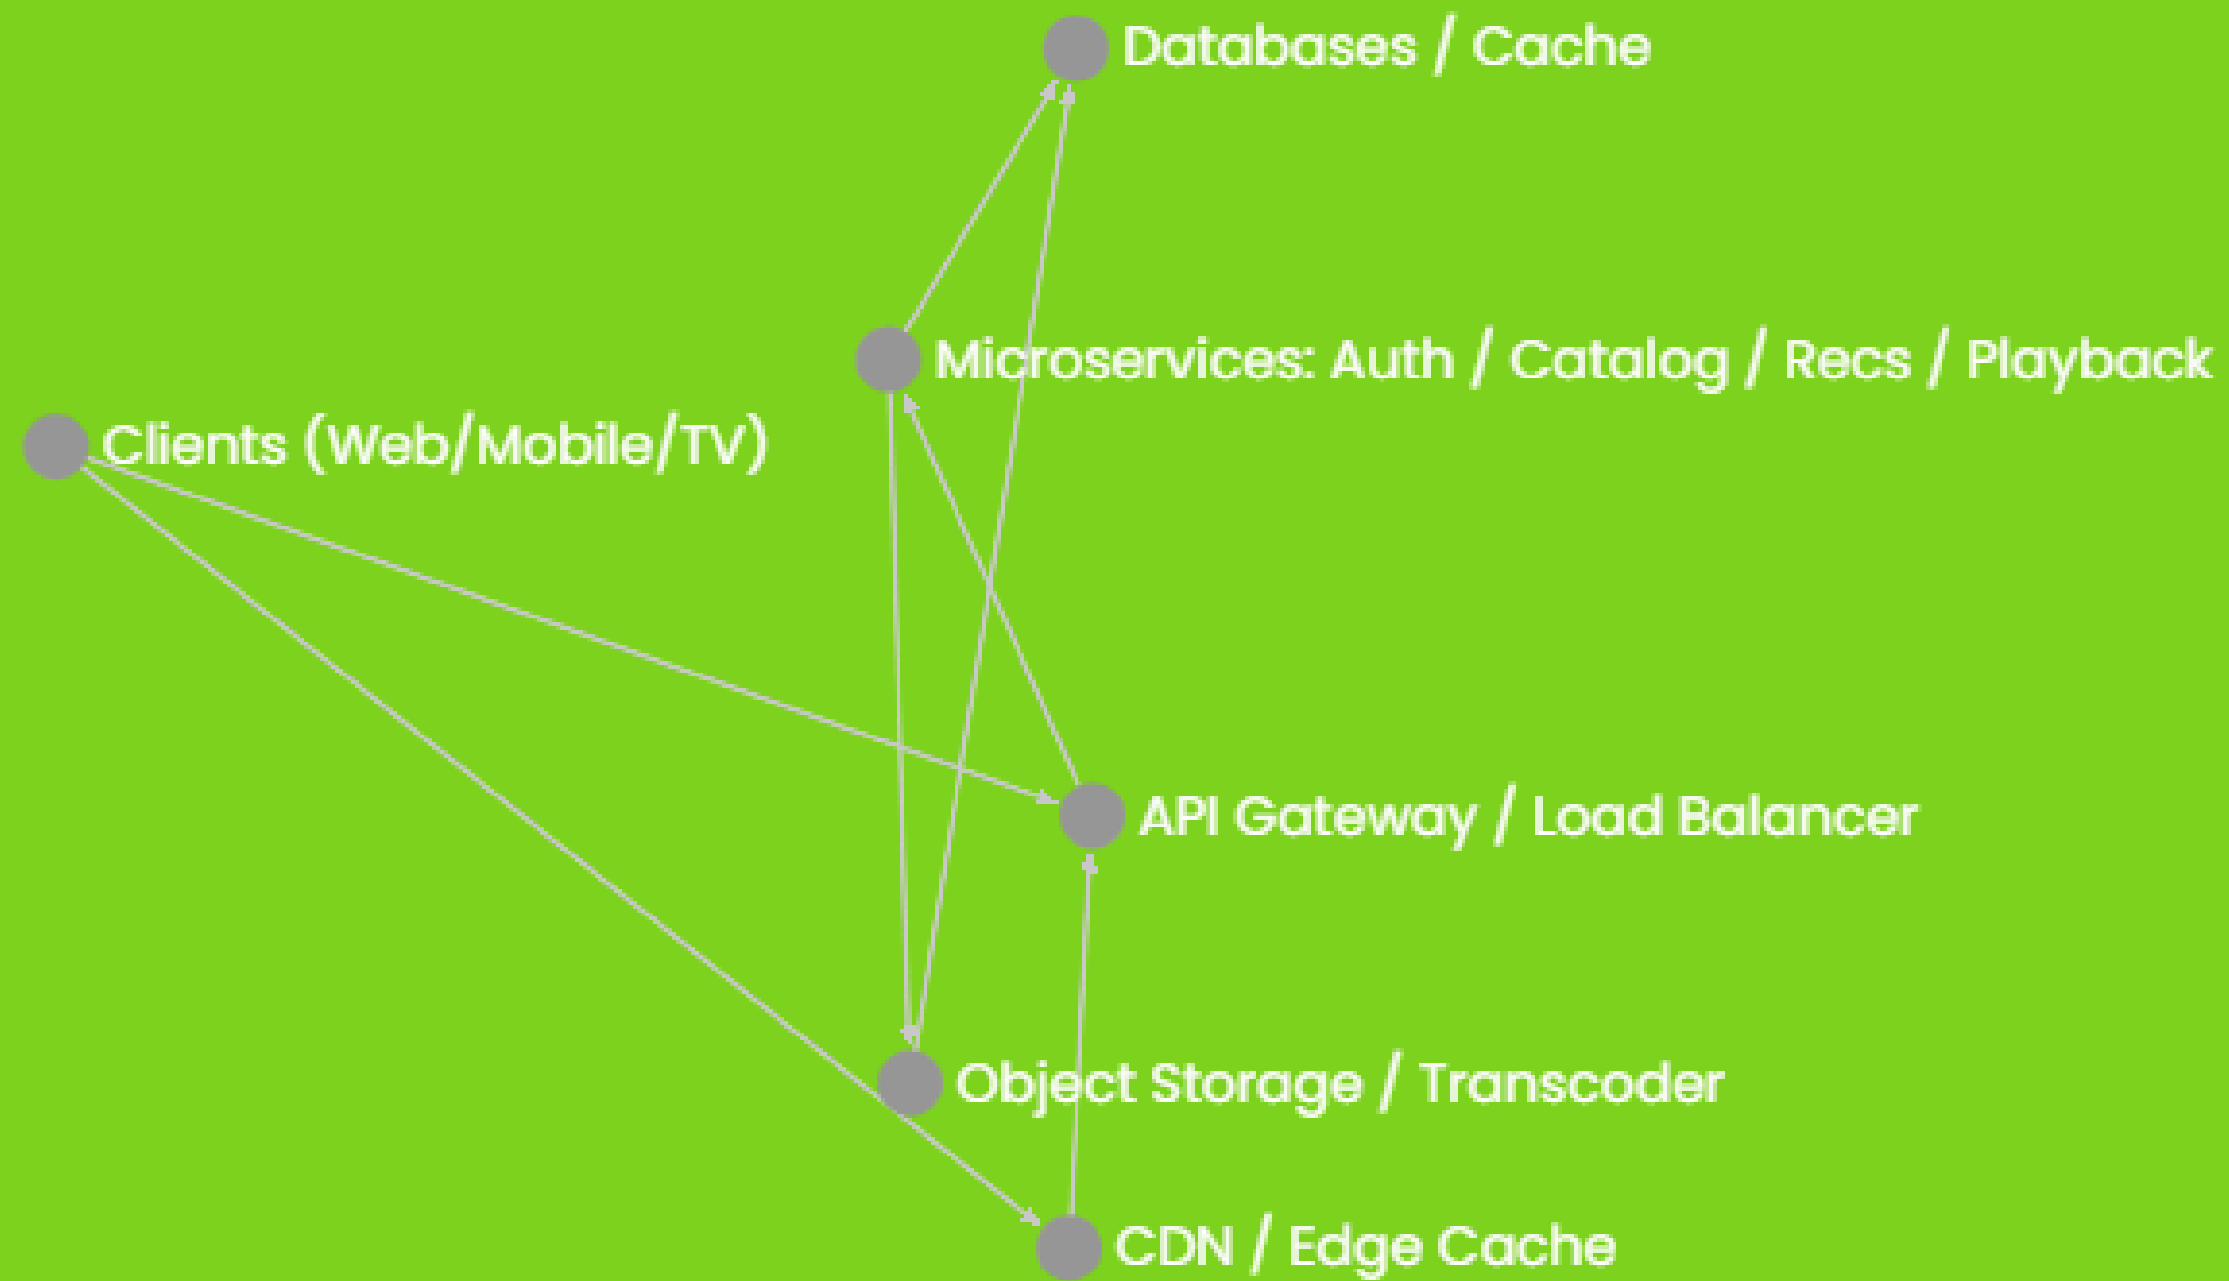 Databases / Cache
Microservices: Auth / Catalog / Recs / Playback
Clients (Web/Mobile/TV)
API Gateway / Load Balancer
Object Storage / Transcoder
CDN / Edge Cache